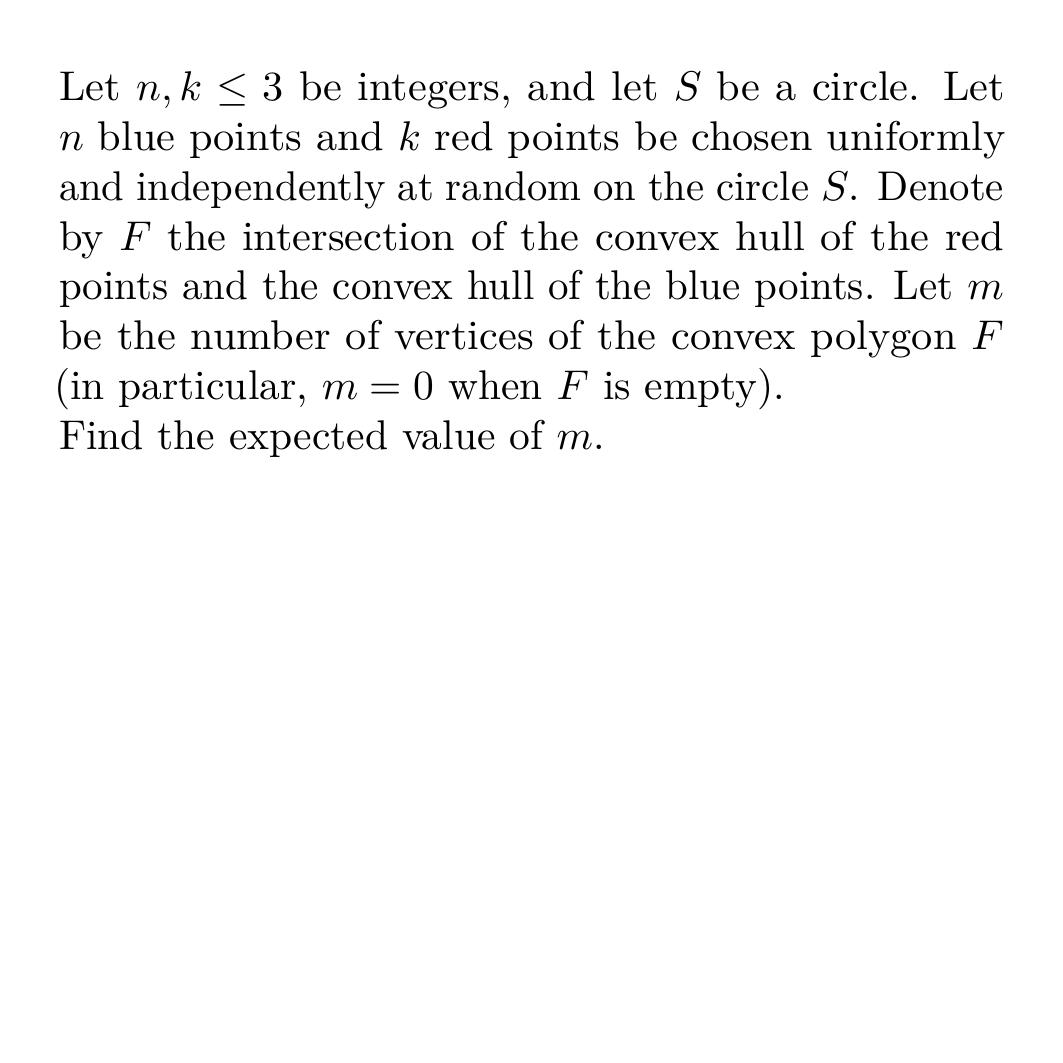 Let n, k ≤ 3 be integers, and let S be a circle. Let
n blue points and k red points be chosen uniformly
and independently at random on the circle S. Denote
by F the intersection of the convex hull of the red
points and the convex hull of the blue points. Let m
be the number of vertices of the convex polygon F
(in particular, m = 0 when F is empty).
Find the expected value of m.